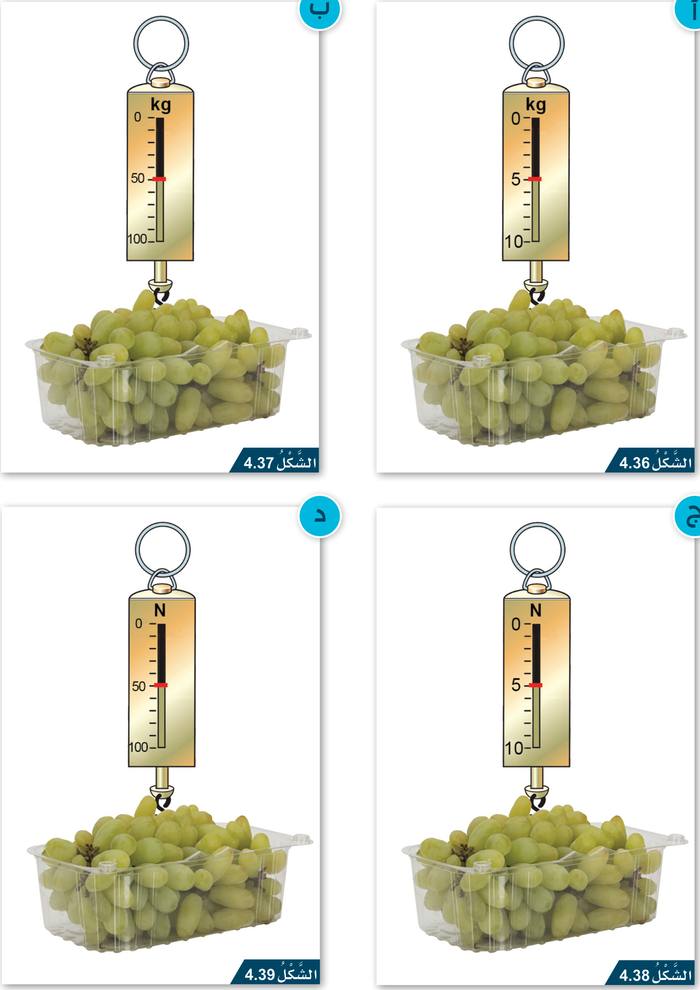 أ
kg
0
5
10
الشَّكْلُ 4.36
ب
kg
0
50
100
الشَّكْلُ 4.37
ج
N
0
5
10
الشَّكْلُ 4.38
د
N
0
50
100
الشَّكْلُ 4.39